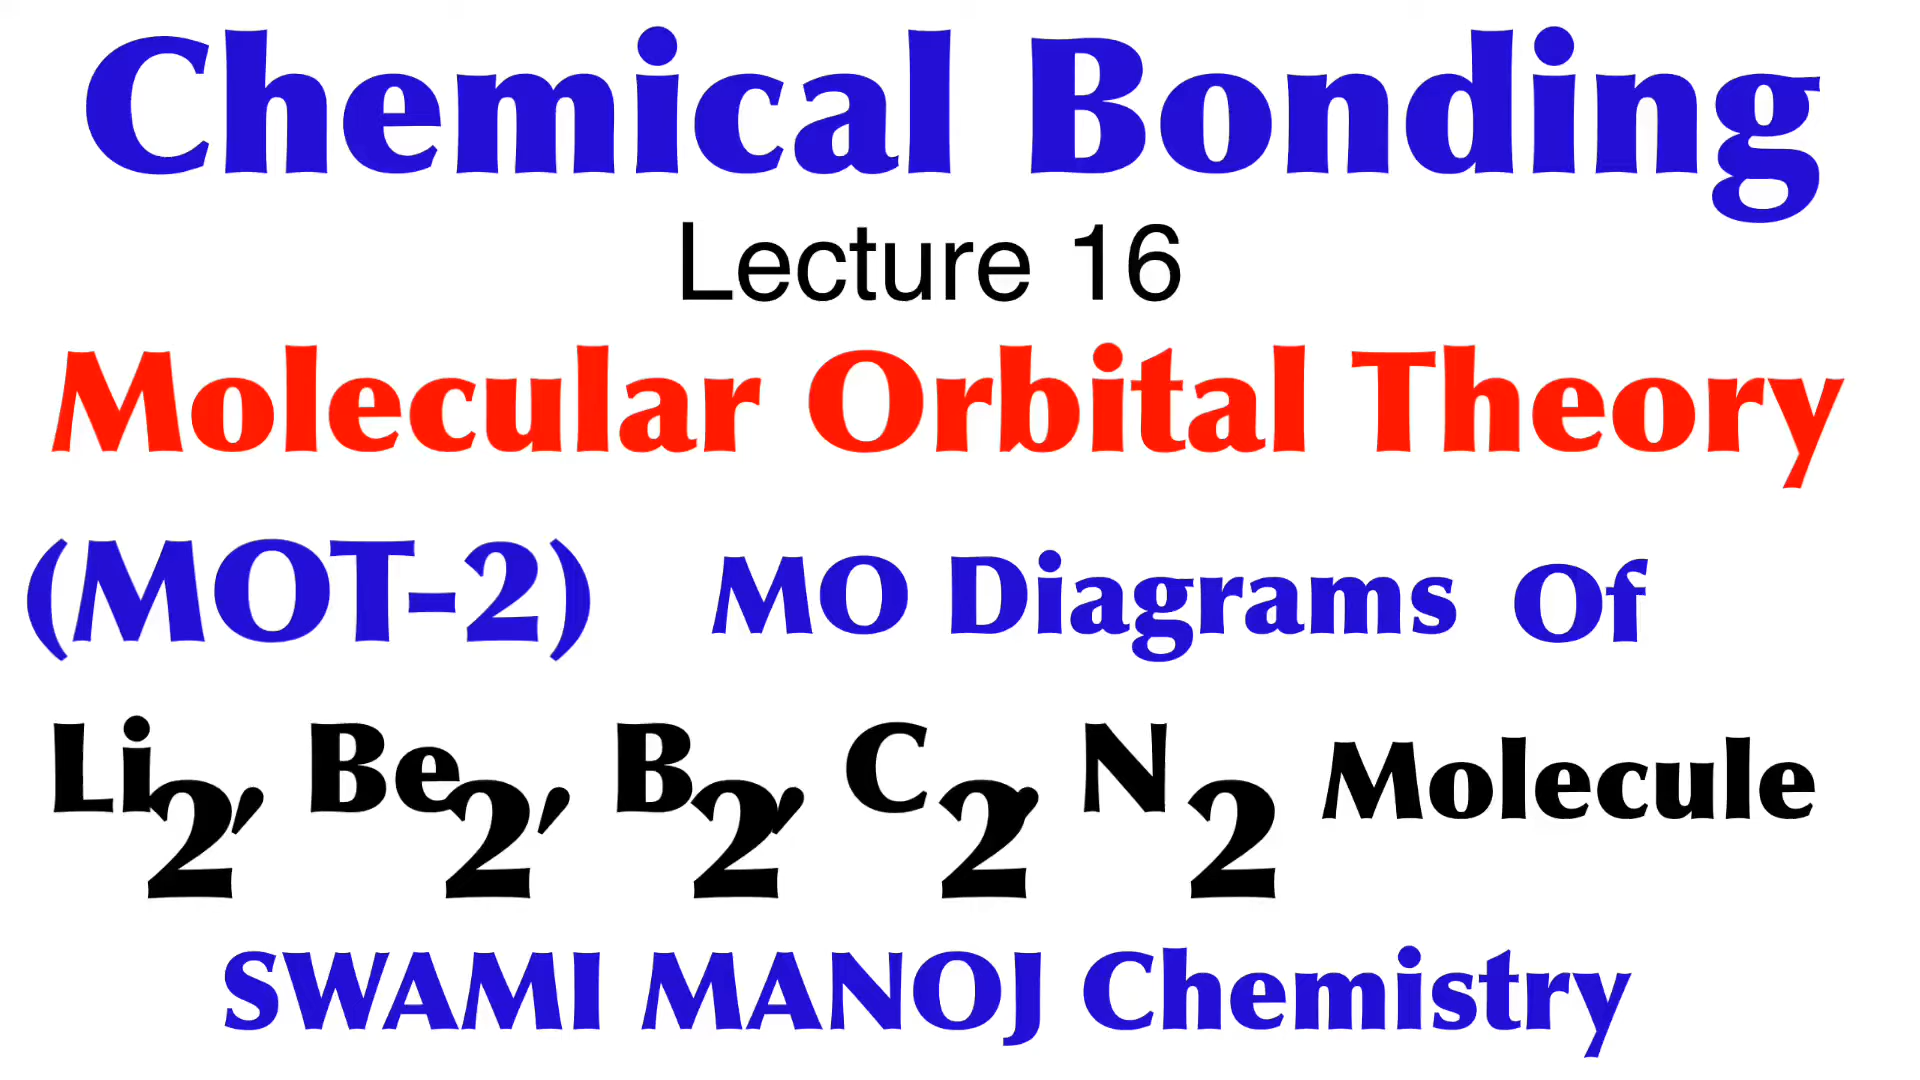 Chemical Bonding
Lecture 16
Molecular Orbital Theory
(MOT-2) MO Diagrams Of
Li2, Be2, B2, C2, N2 Molecule
SWAMI MANOJ Chemistry